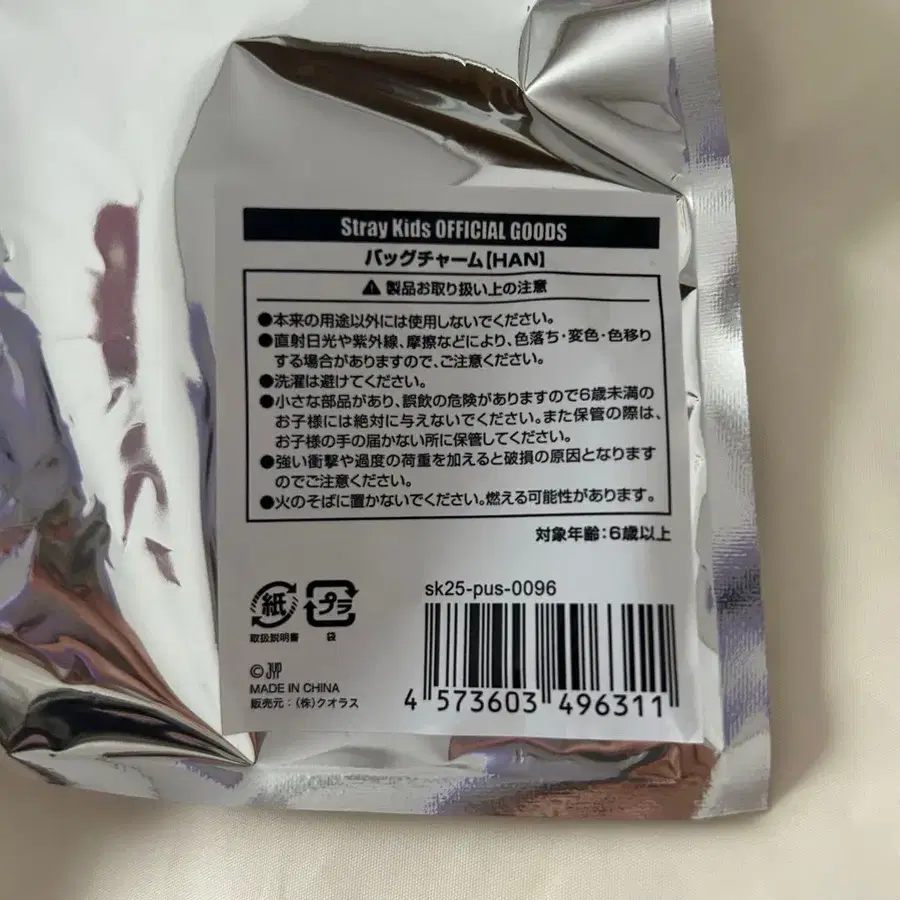 Stray Kids OFFICIAL GOODS
バッグチャーム【HAN】
⚠ 製品お取り扱い上の注意
●本来の用途以外には使用しないでください。
●直射日光や紫外線、摩擦などにより、色落ち・変色・色移り
する場合がありますので、ご注意ください。
●洗濯は避けてください。
●小さな部品があり、誤飲の危険がありますので6歳未満の
お子様には絶対に与えないでください。また保管の際は、
お子様の手の届かない所に保管してください。
●強い衝撃や過度の荷重を加えると破損の原因となります
のでご注意ください。
●火のそばに置かないでください。燃える可能性があります。
対象年齢:6歳以上
sk25-pus-0096
紙 プラ
取扱説明書 袋
© JYP
MADE IN CHINA
販売元:(株)クオラス
4 573603 496311